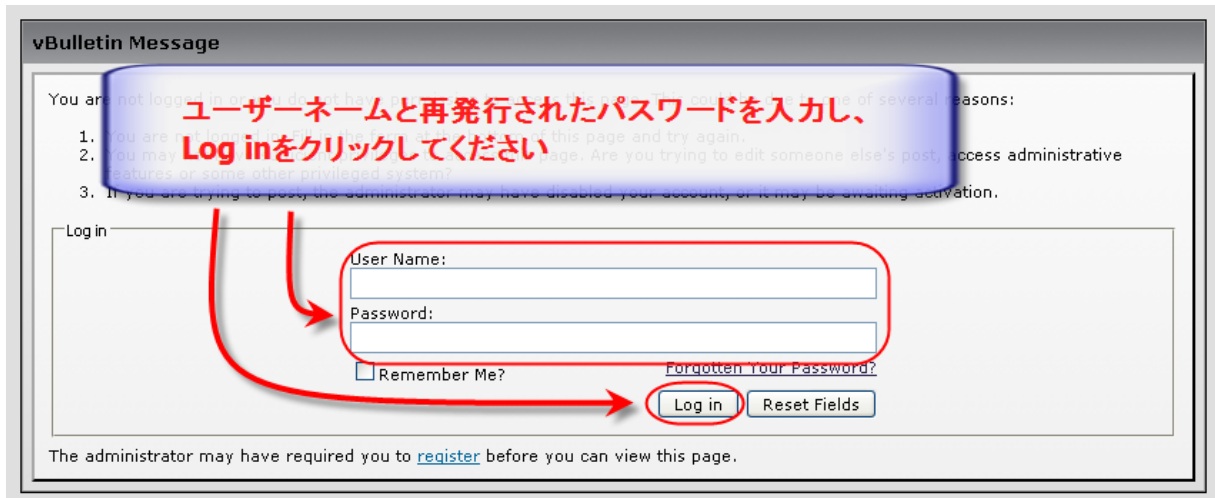 vBulletin Message
ユーザーネームと再発行されたパスワードを入力し、
Log inをクリックしてください
You are not logged in or you do not have permission to access this page. This could be due to one of several reasons:
1. You are not logged in. Fill in the form at the bottom of this page and try again.
2. You may page. Are you trying to edit someone else's post, access administrative
features or some other privileged system?
3. If you are trying to post, the administrator may have disabled your account, or it may be awaiting activation.
Log in
User Name:
Password:
Remember Me?
Forgotten Your Password?
Log in
Reset Fields
The administrator may have required you to register before you can view this page.